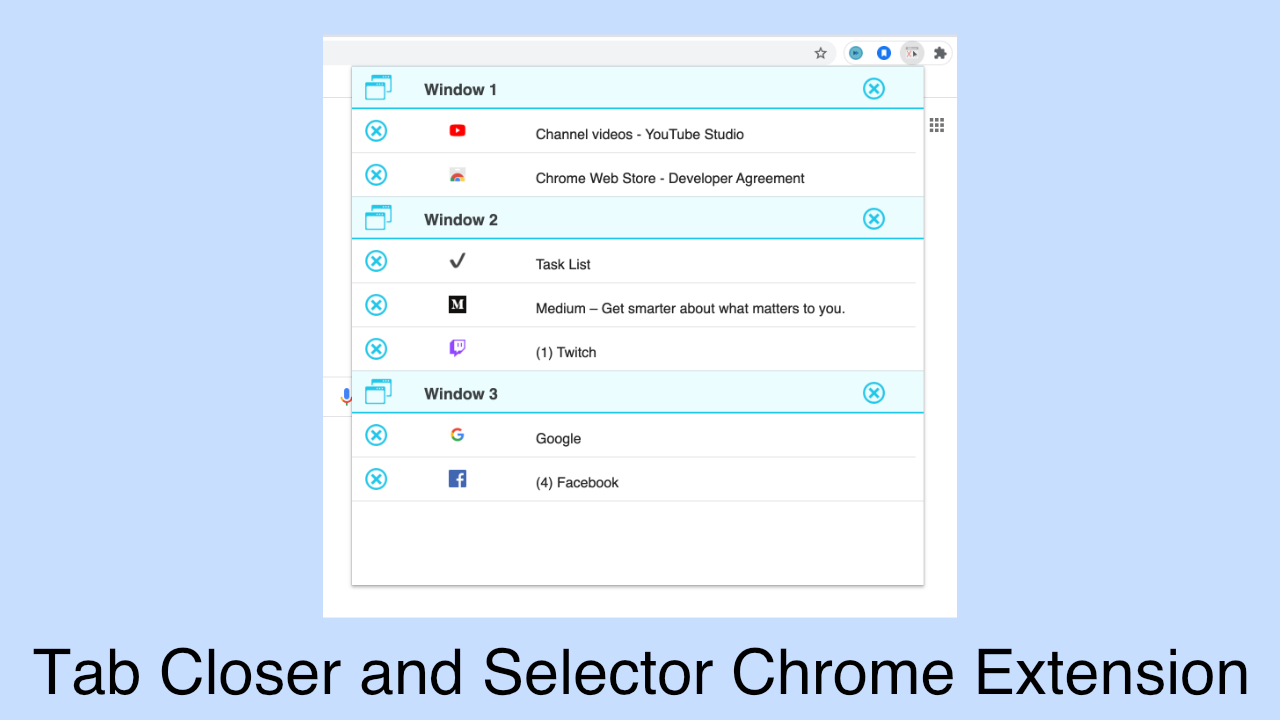 Window 1
Channel videos - YouTube Studio
Chrome Web Store - Developer Agreement
Window 2
Task List
M
Medium – Get smarter about what matters to you.
(1) Twitch
Window 3
G
Google
f
(4) Facebook
Tab Closer and Selector Chrome Extension